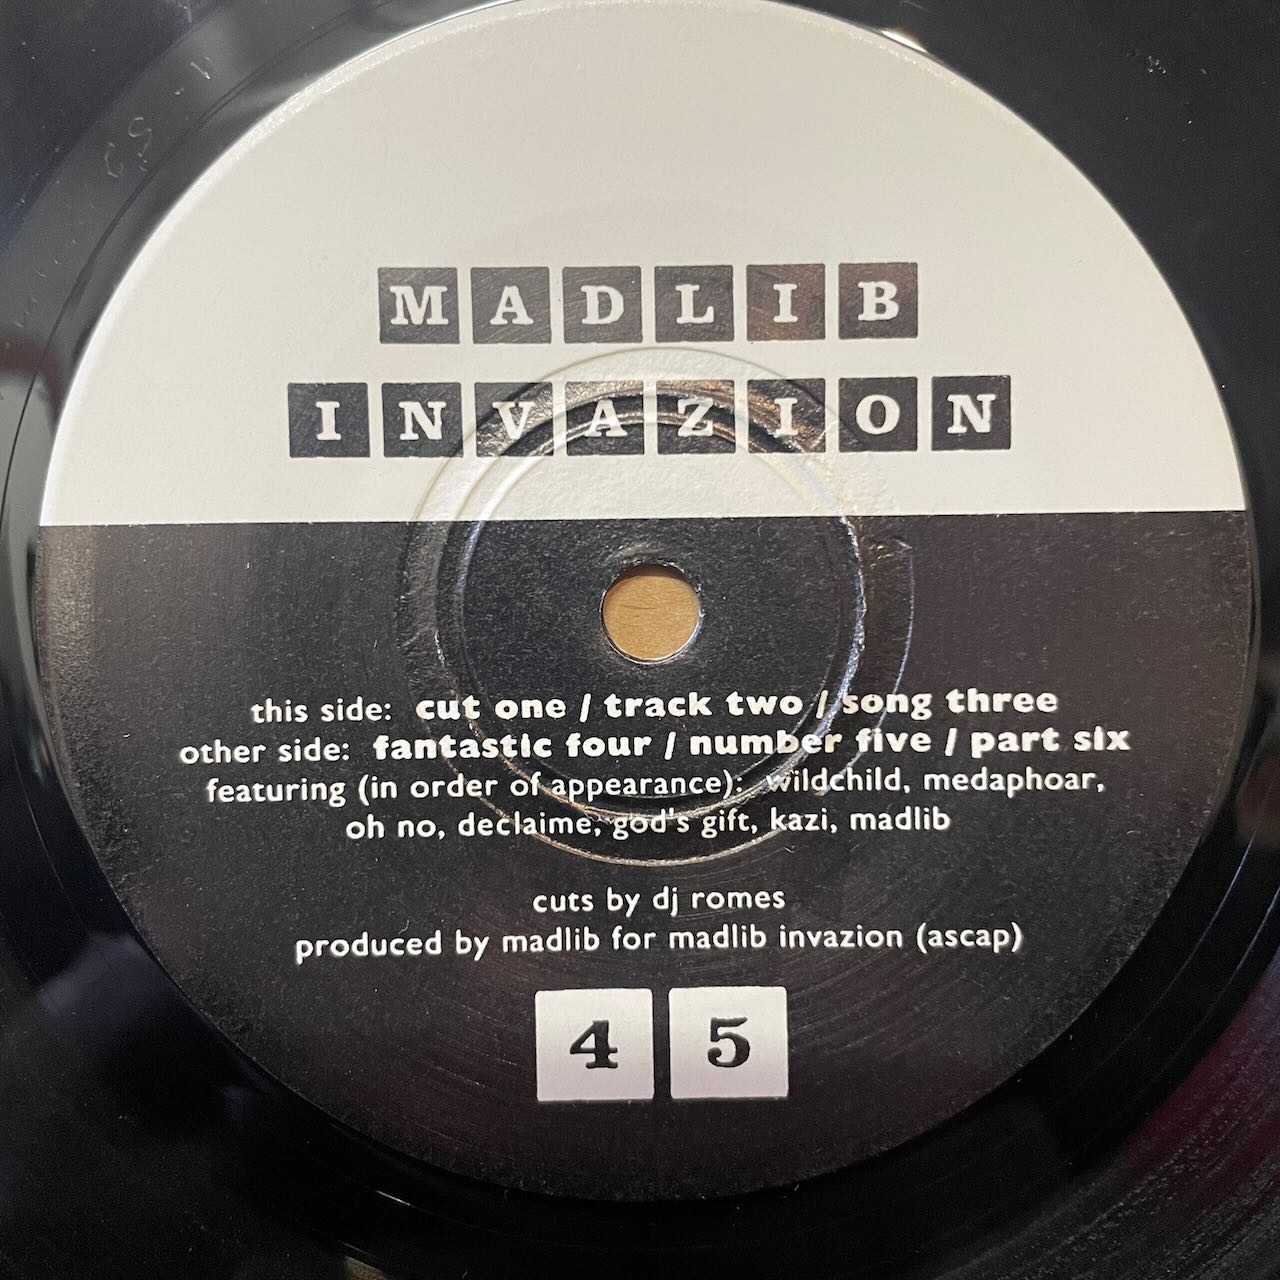 MADLIB
INVAZION
this side: cut one / track two / song three
other side: fantastic four / number five / part six
featuring (in order of appearance): wildchild, medaphoar,
oh no, declaime, god's gift, kazi, madlib
cuts by dj romes
produced by madlib for madlib invazion (ascap)
45